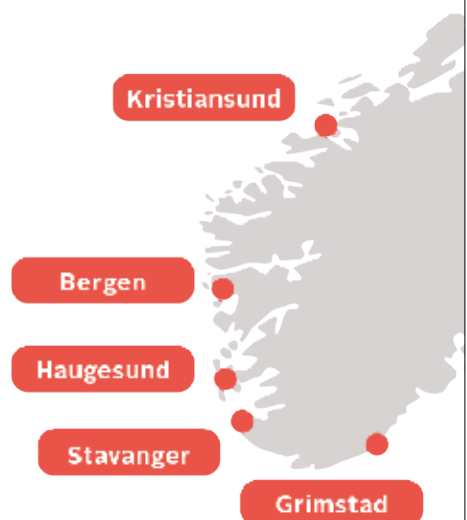 Kristiansund
Bergen
Haugesund
Stavanger
Grimstad